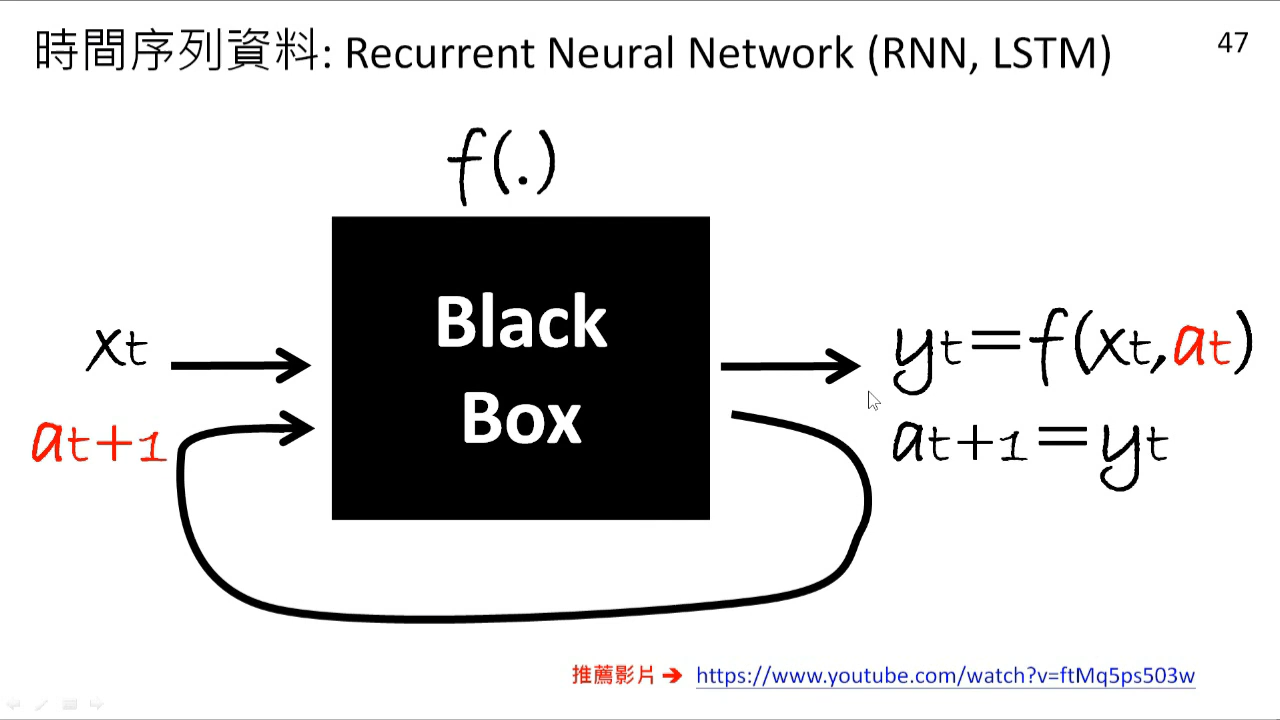 時間序列資料: Recurrent Neural Network (RNN, LSTM)
47
f(.)
Black
Box
xt
at+1
yt=f(xt,at)
at+1=yt
推薦影片➔ https://www.youtube.com/watch?v=ftMq5ps503w